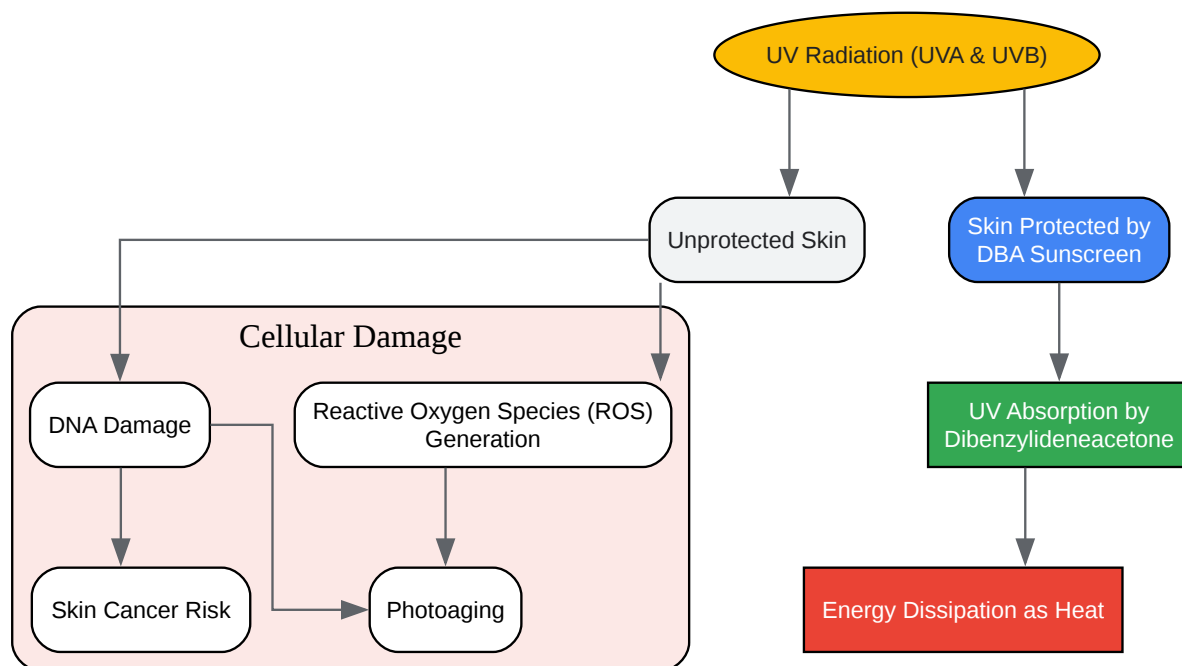 UV Radiation (UVA & UVB)
Unprotected Skin
Skin Protected by
DBA Sunscreen
Cellular Damage
DNA Damage
Reactive Oxygen Species (ROS)
Generation
UV Absorption by
Dibenzylideneacetone
Skin Cancer Risk
Photoaging
Energy Dissipation as Heat